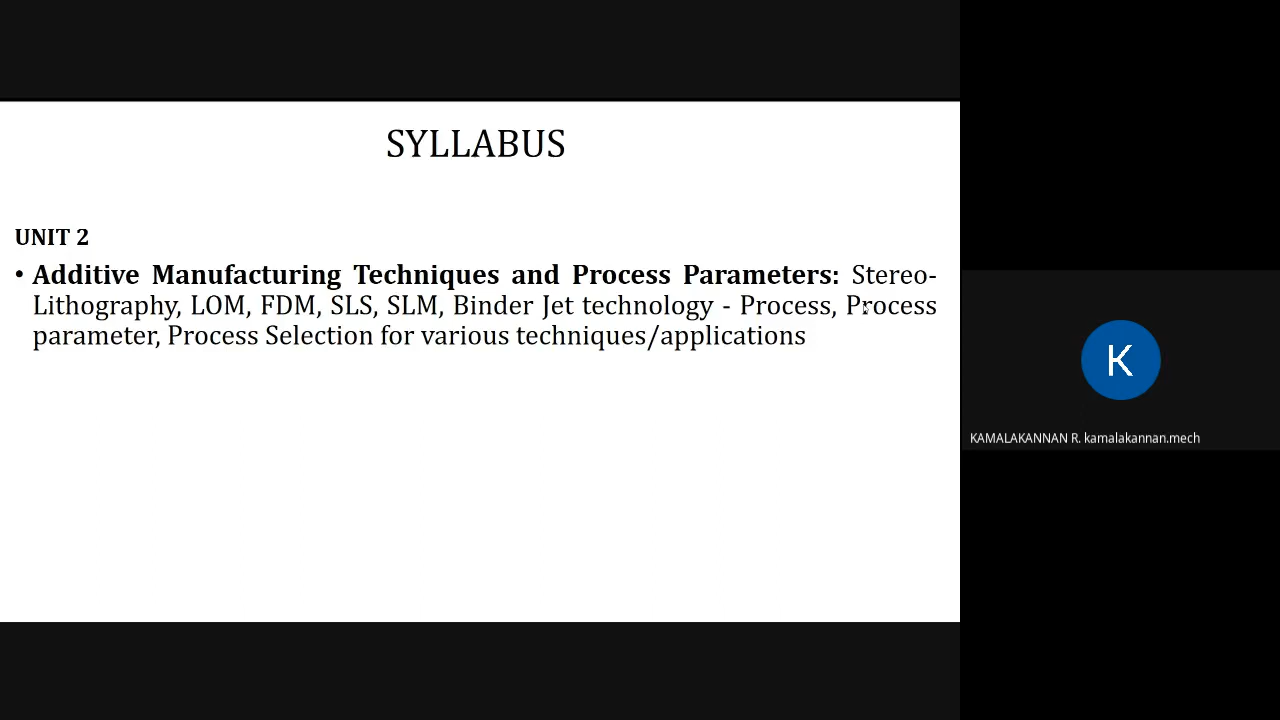 SYLLABUS
UNIT 2
• Additive Manufacturing Techniques and Process Parameters: Stereo-
Lithography, LOM, FDM, SLS, SLM, Binder Jet technology - Process, Process
parameter, Process Selection for various techniques/applications
K
KAMALAKANNAN R. kamalakannan.mech